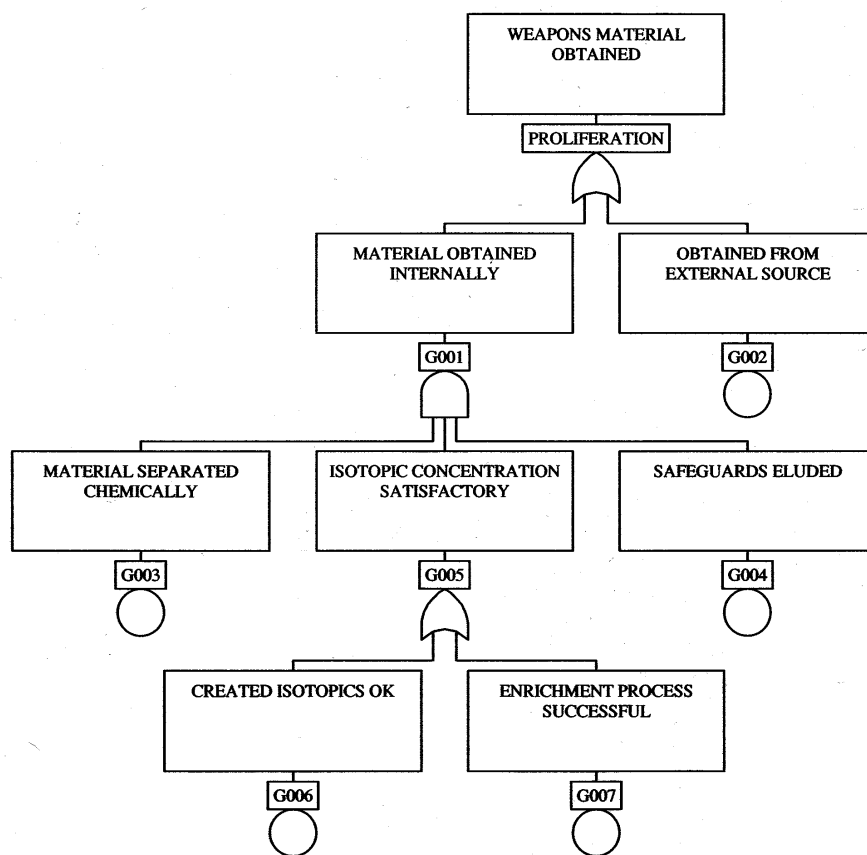 WEAPONS MATERIAL
OBTAINED
PROLIFERATION
MATERIAL OBTAINED
INTERNALLY
OBTAINED FROM
EXTERNAL SOURCE
G001
G002
MATERIAL SEPARATED
CHEMICALLY
ISOTOPIC CONCENTRATION
SATISFACTORY
SAFEGUARDS ELUDED
G003
G005
G004
CREATED ISOTOPICS OK
ENRICHMENT PROCESS
SUCCESSFUL
G006
G007